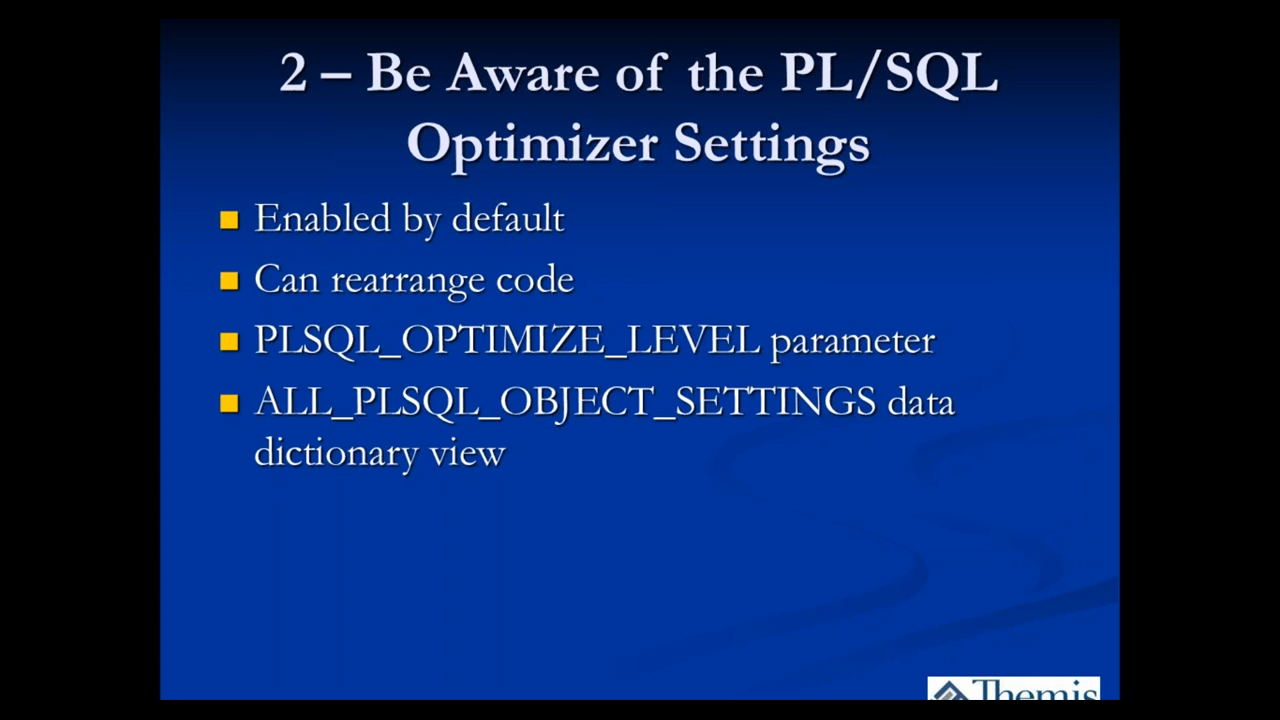 2 – Be Aware of the PL/SQL
Optimizer Settings
Enabled by default
Can rearrange code
PLSQL_OPTIMIZE_LEVEL parameter
ALL_PLSQL_OBJECT_SETTINGS data
dictionary view
Themis